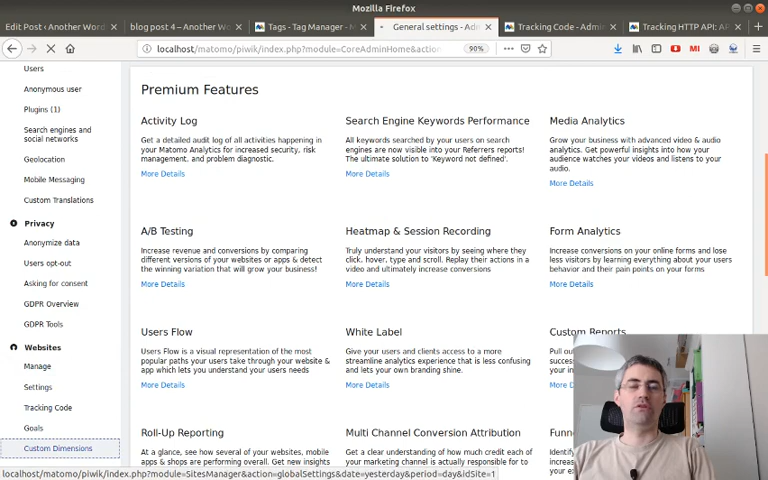 Mozilla Firefox
Edit Post ‹ Another Word
blog post 4 – Another Wo
Tags - Tag Manager - M
General settings - Adm
Tracking Code - Admin
Tracking HTTP API: AP
localhost/matomo/piwik/index.php?module=CoreAdminHome&action
90%
Users
Anonymous user
Plugins (1)
Search engines and
social networks
Geolocation
Mobile Messaging
Custom Translations
Privacy
Anonymize data
Users opt-out
Asking for consent
GDPR Overview
GDPR Tools
Websites
Manage
Settings
Tracking Code
Goals
Custom Dimensions
Premium Features
Activity Log
Get a detailed audit log of all activities happening in
your Matomo Analytics for increased security, risk
management, and problem diagnostic.
More Details
Search Engine Keywords Performance
All keywords searched by your users on search
engines are now visible into your Referrers reports!
The ultimate solution to 'Keyword not defined'.
More Details
Media Analytics
Grow your business with advanced video & audio
analytics. Get powerful insights into how your
audience watches your videos and listens to your
audio.
More Details
A/B Testing
Increase revenue and conversions by comparing
different versions of your websites or apps & detect
the winning variation that will grow your business!
More Details
Heatmap & Session Recording
Truly understand your visitors by seeing where they
click, hover, type and scroll. Replay their actions in a
video and ultimately increase conversions
More Details
Form Analytics
Increase conversions on your online forms and lose
less visitors by learning everything about your users
behavior and their pain points on your forms
More Details
Users Flow
Users Flow is a visual representation of the most
popular paths your users take through your website &
app which lets you understand your users needs
More Details
White Label
Give your users and clients access to a more
streamline analytics experience that is less confusing
and lets your own branding shine.
More Details
Custom Reports
Pull ou
success
your in
More D
Roll-Up Reporting
At a glance, see how several of your websites, mobile
apps & shops are performing overall. Get new insights
Multi Channel Conversion Attribution
Get a clear understanding of how much credit each of
your marketing channel is actually responsible for to
Funne
Identify
increas
your e
localhost/matomo/piwik/index.php?module=SitesManager&action=globalSettings&date=yesterday&period=day&idSite=1